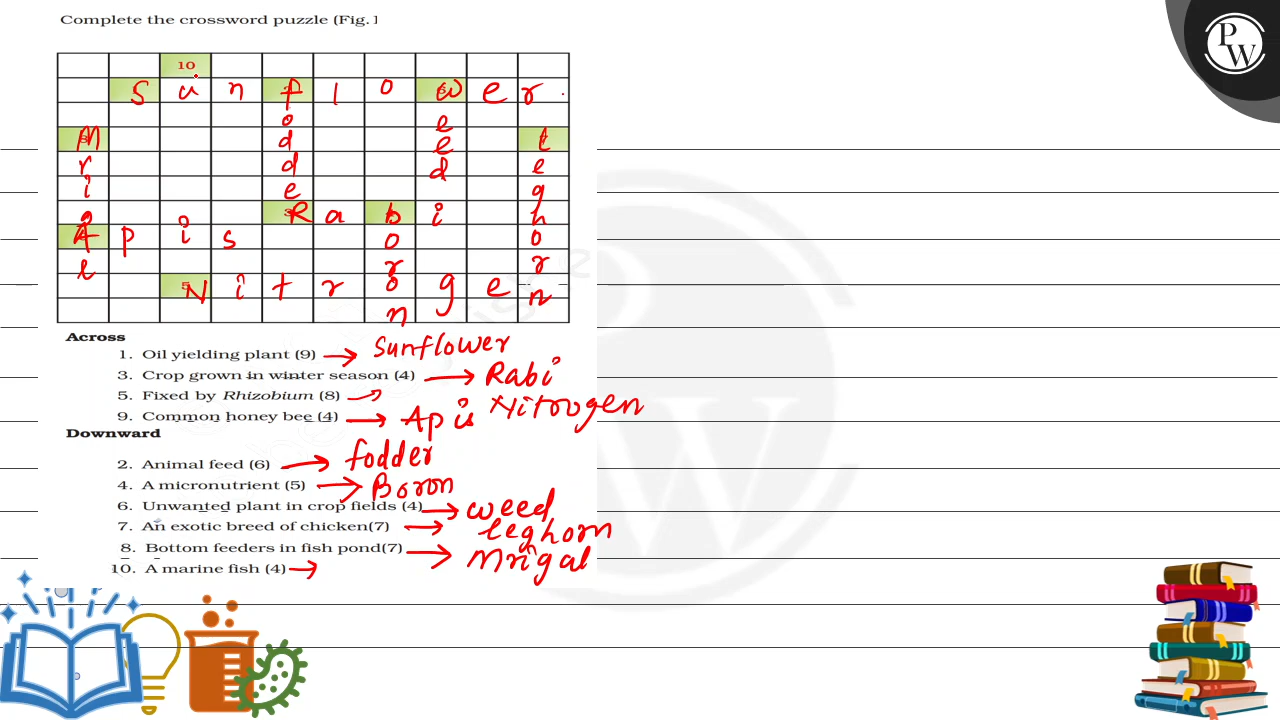 Complete the crossword puzzle (Fig. 1
PW
10
S u n f l o w e r .
o e
M d e l
r d d e
i e g
g R a b i h
A p i s o o
l r r
5 N i t r o g e n
n
Across
1. Oil yielding plant (9) → Sunflower
3. Crop grown in winter season (4) → Rabi
5. Fixed by Rhizobium (8) → Nitrogen
9. Common honey bee (4) → Apis
Downward
2. Animal feed (6) → fodder
4. A micronutrient (5) → Boron
6. Unwanted plant in crop fields (4) → weed
7. An exotic breed of chicken(7) → leghorn
8. Bottom feeders in fish pond(7) → Mrigal
10. A marine fish (4) →